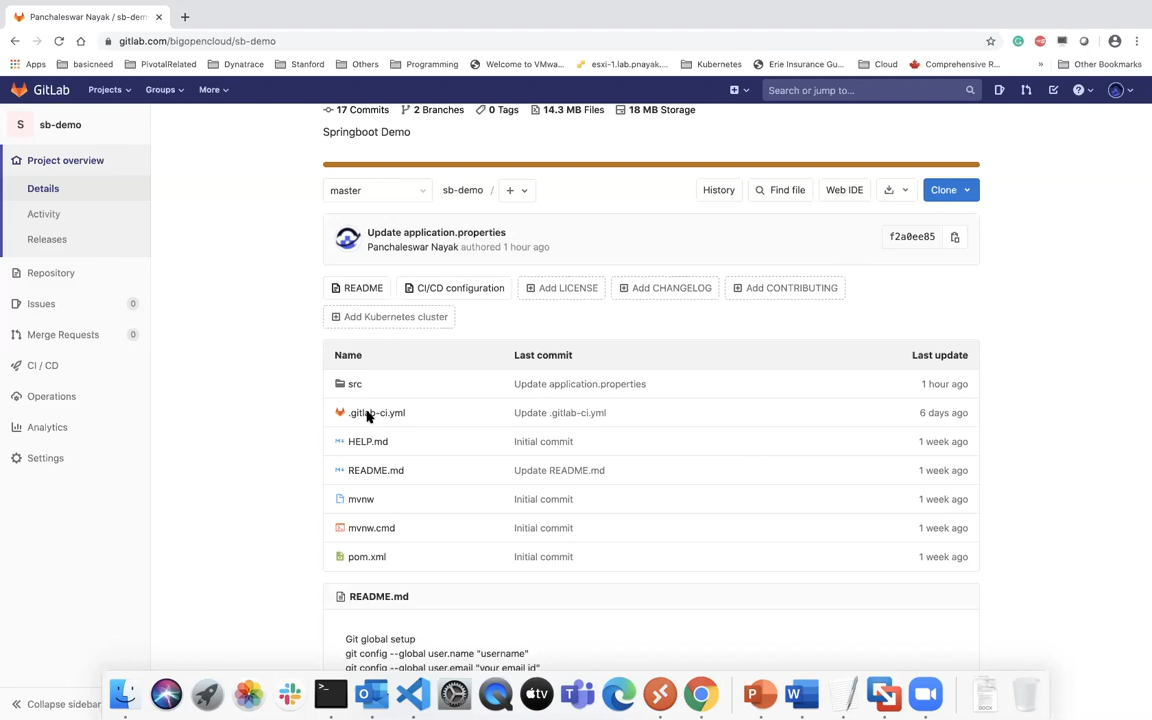 Panchaleswar Nayak / sb-dem
gitlab.com/bigopencloud/sb-demo
Apps
basicneed
PivotalRelated
Dynatrace
Stanford
Others
Programming
Welcome to VMwa...
esxi-1.lab.pnayak....
Kubernetes
Erie Insurance Gu...
Cloud
Comprehensive R...
»
Other Bookmarks
GitLab
Projects
Groups
More
Search or jump to...
S
sb-demo
17 Commits
2 Branches
0 Tags
14.3 MB Files
18 MB Storage
Springboot Demo
Project overview
Details
Activity
Releases
Repository
Issues
0
Merge Requests
0
CI / CD
Operations
Analytics
Settings
Collapse sidebar
master
sb-demo /
+
History
Find file
Web IDE
Clone
Update application.properties
Panchaleswar Nayak authored 1 hour ago
f2a0ee85
README
CI/CD configuration
Add LICENSE
Add CHANGELOG
Add CONTRIBUTING
Add Kubernetes cluster
Name
Last commit
Last update
src
Update application.properties
1 hour ago
.gitlab-ci.yml
Update .gitlab-ci.yml
6 days ago
HELP.md
Initial commit
1 week ago
README.md
Update README.md
1 week ago
mvnw
Initial commit
1 week ago
mvnw.cmd
Initial commit
1 week ago
pom.xml
Initial commit
1 week ago
README.md
Git global setup
git config --global user.name "username"
git config --global user.email "your email id"